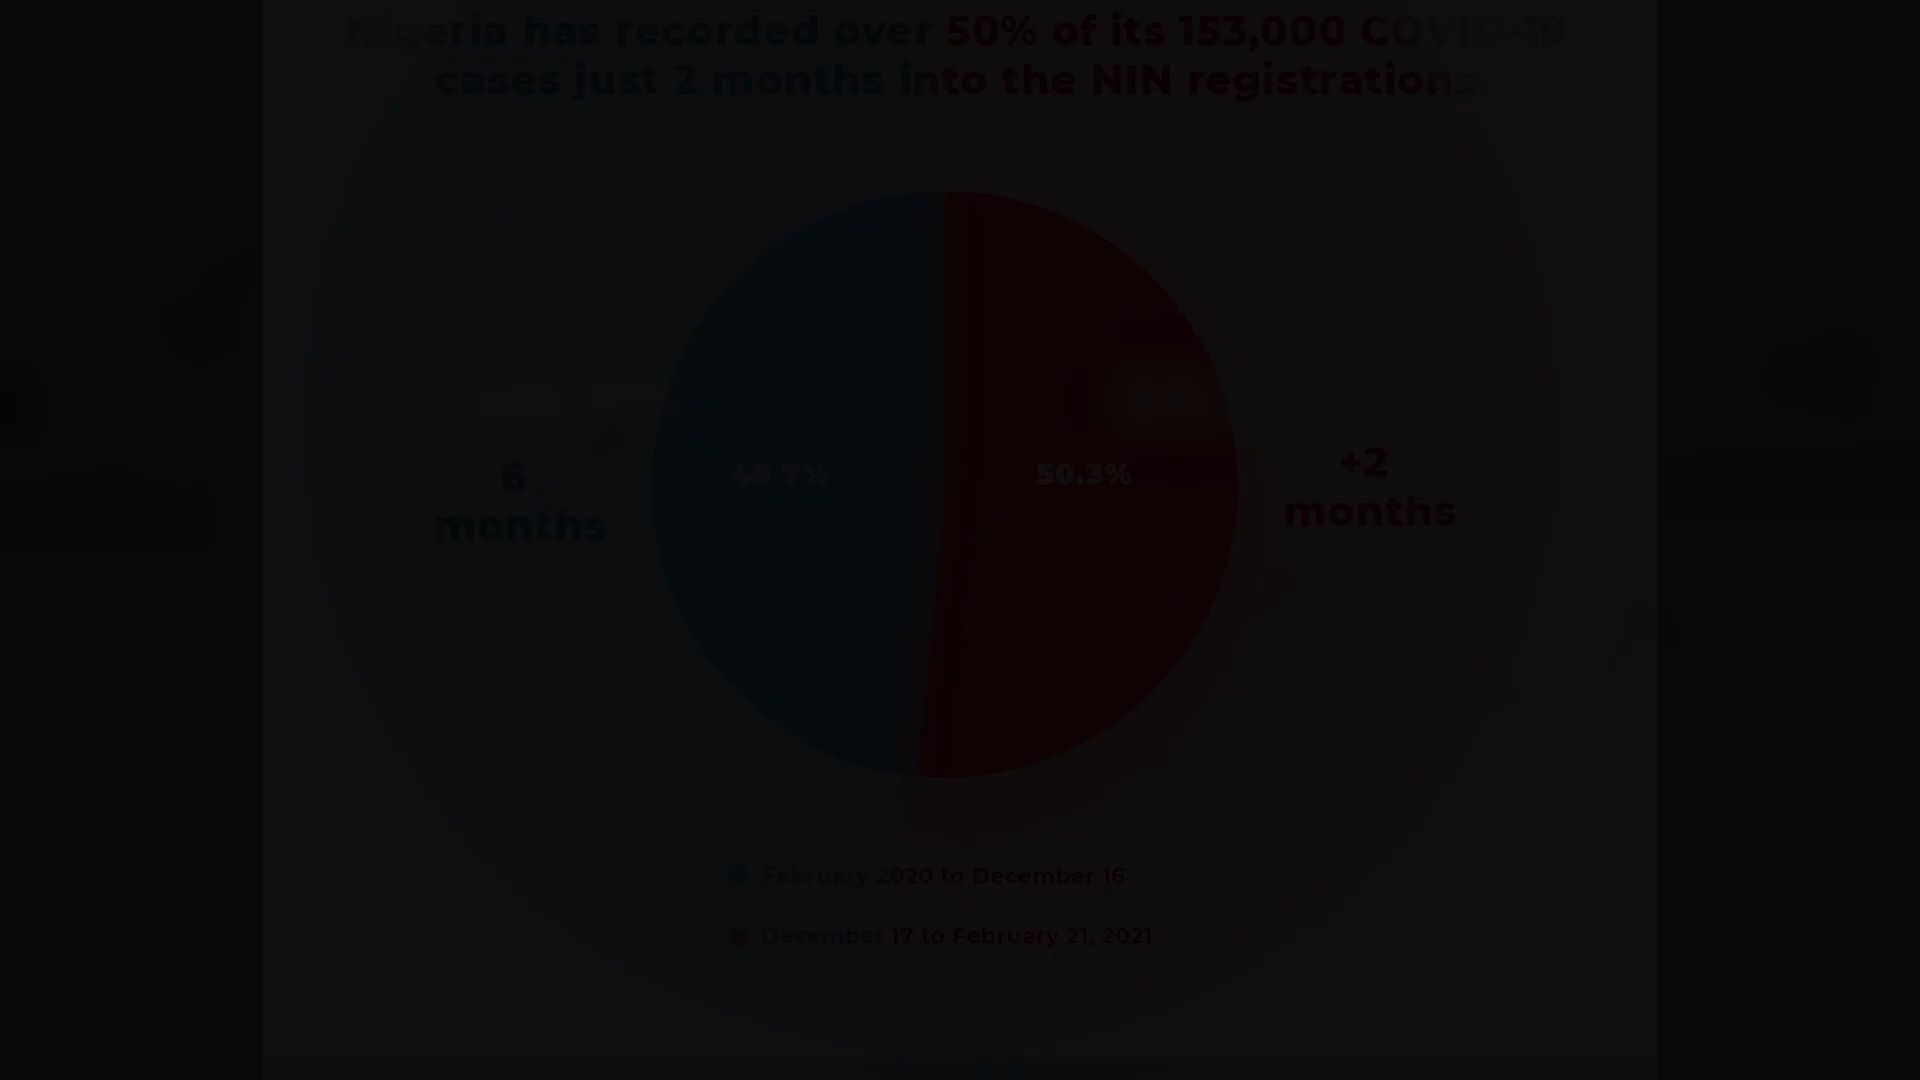 Nigeria has recorded over 50% of its 153,000 COVID-19
cases just 2 months into the NIN registrations.
6
months
49.7%
50.3%
+2
months
February 2020 to December 16
December 17 to February 21, 2021